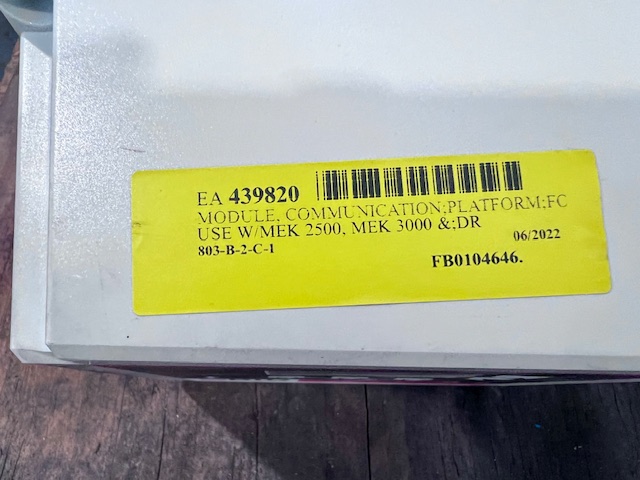 EA 439820
MODULE, COMMUNICATION;PLATFORM;FC
USE W/MEK 2500, MEK 3000 &;DR
803-B-2-C-1
06/2022
FB0104646.